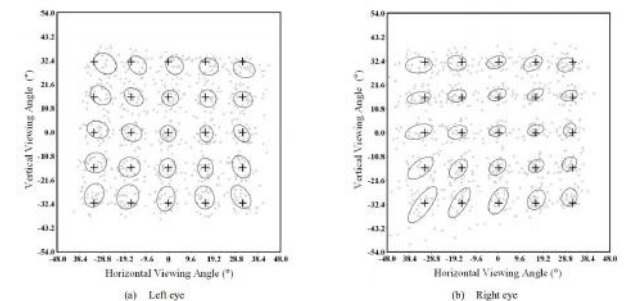 54.0
43.2
32.4
21.6
10.8
0.0
-10.8
-21.6
-32.4
-43.2
-54.0
-48.0 -38.4 -28.8 -19.2 -9.6 0 9.6 19.2 28.8 38.4 48.0
Vertical Viewing Angle (°)
Horizontal Viewing Angle (°)
(a) Left eye
54.0
43.2
32.4
21.6
10.8
0.0
-10.8
-21.6
-32.4
-43.2
-54.0
-48.0 38.4 -28.8 -19.2 -9.6 0 9.6 19.2 28.8 38.4 48.0
Vertical Viewing Angle (°)
Horizontal Viewing Angle (°)
(b) Right eye